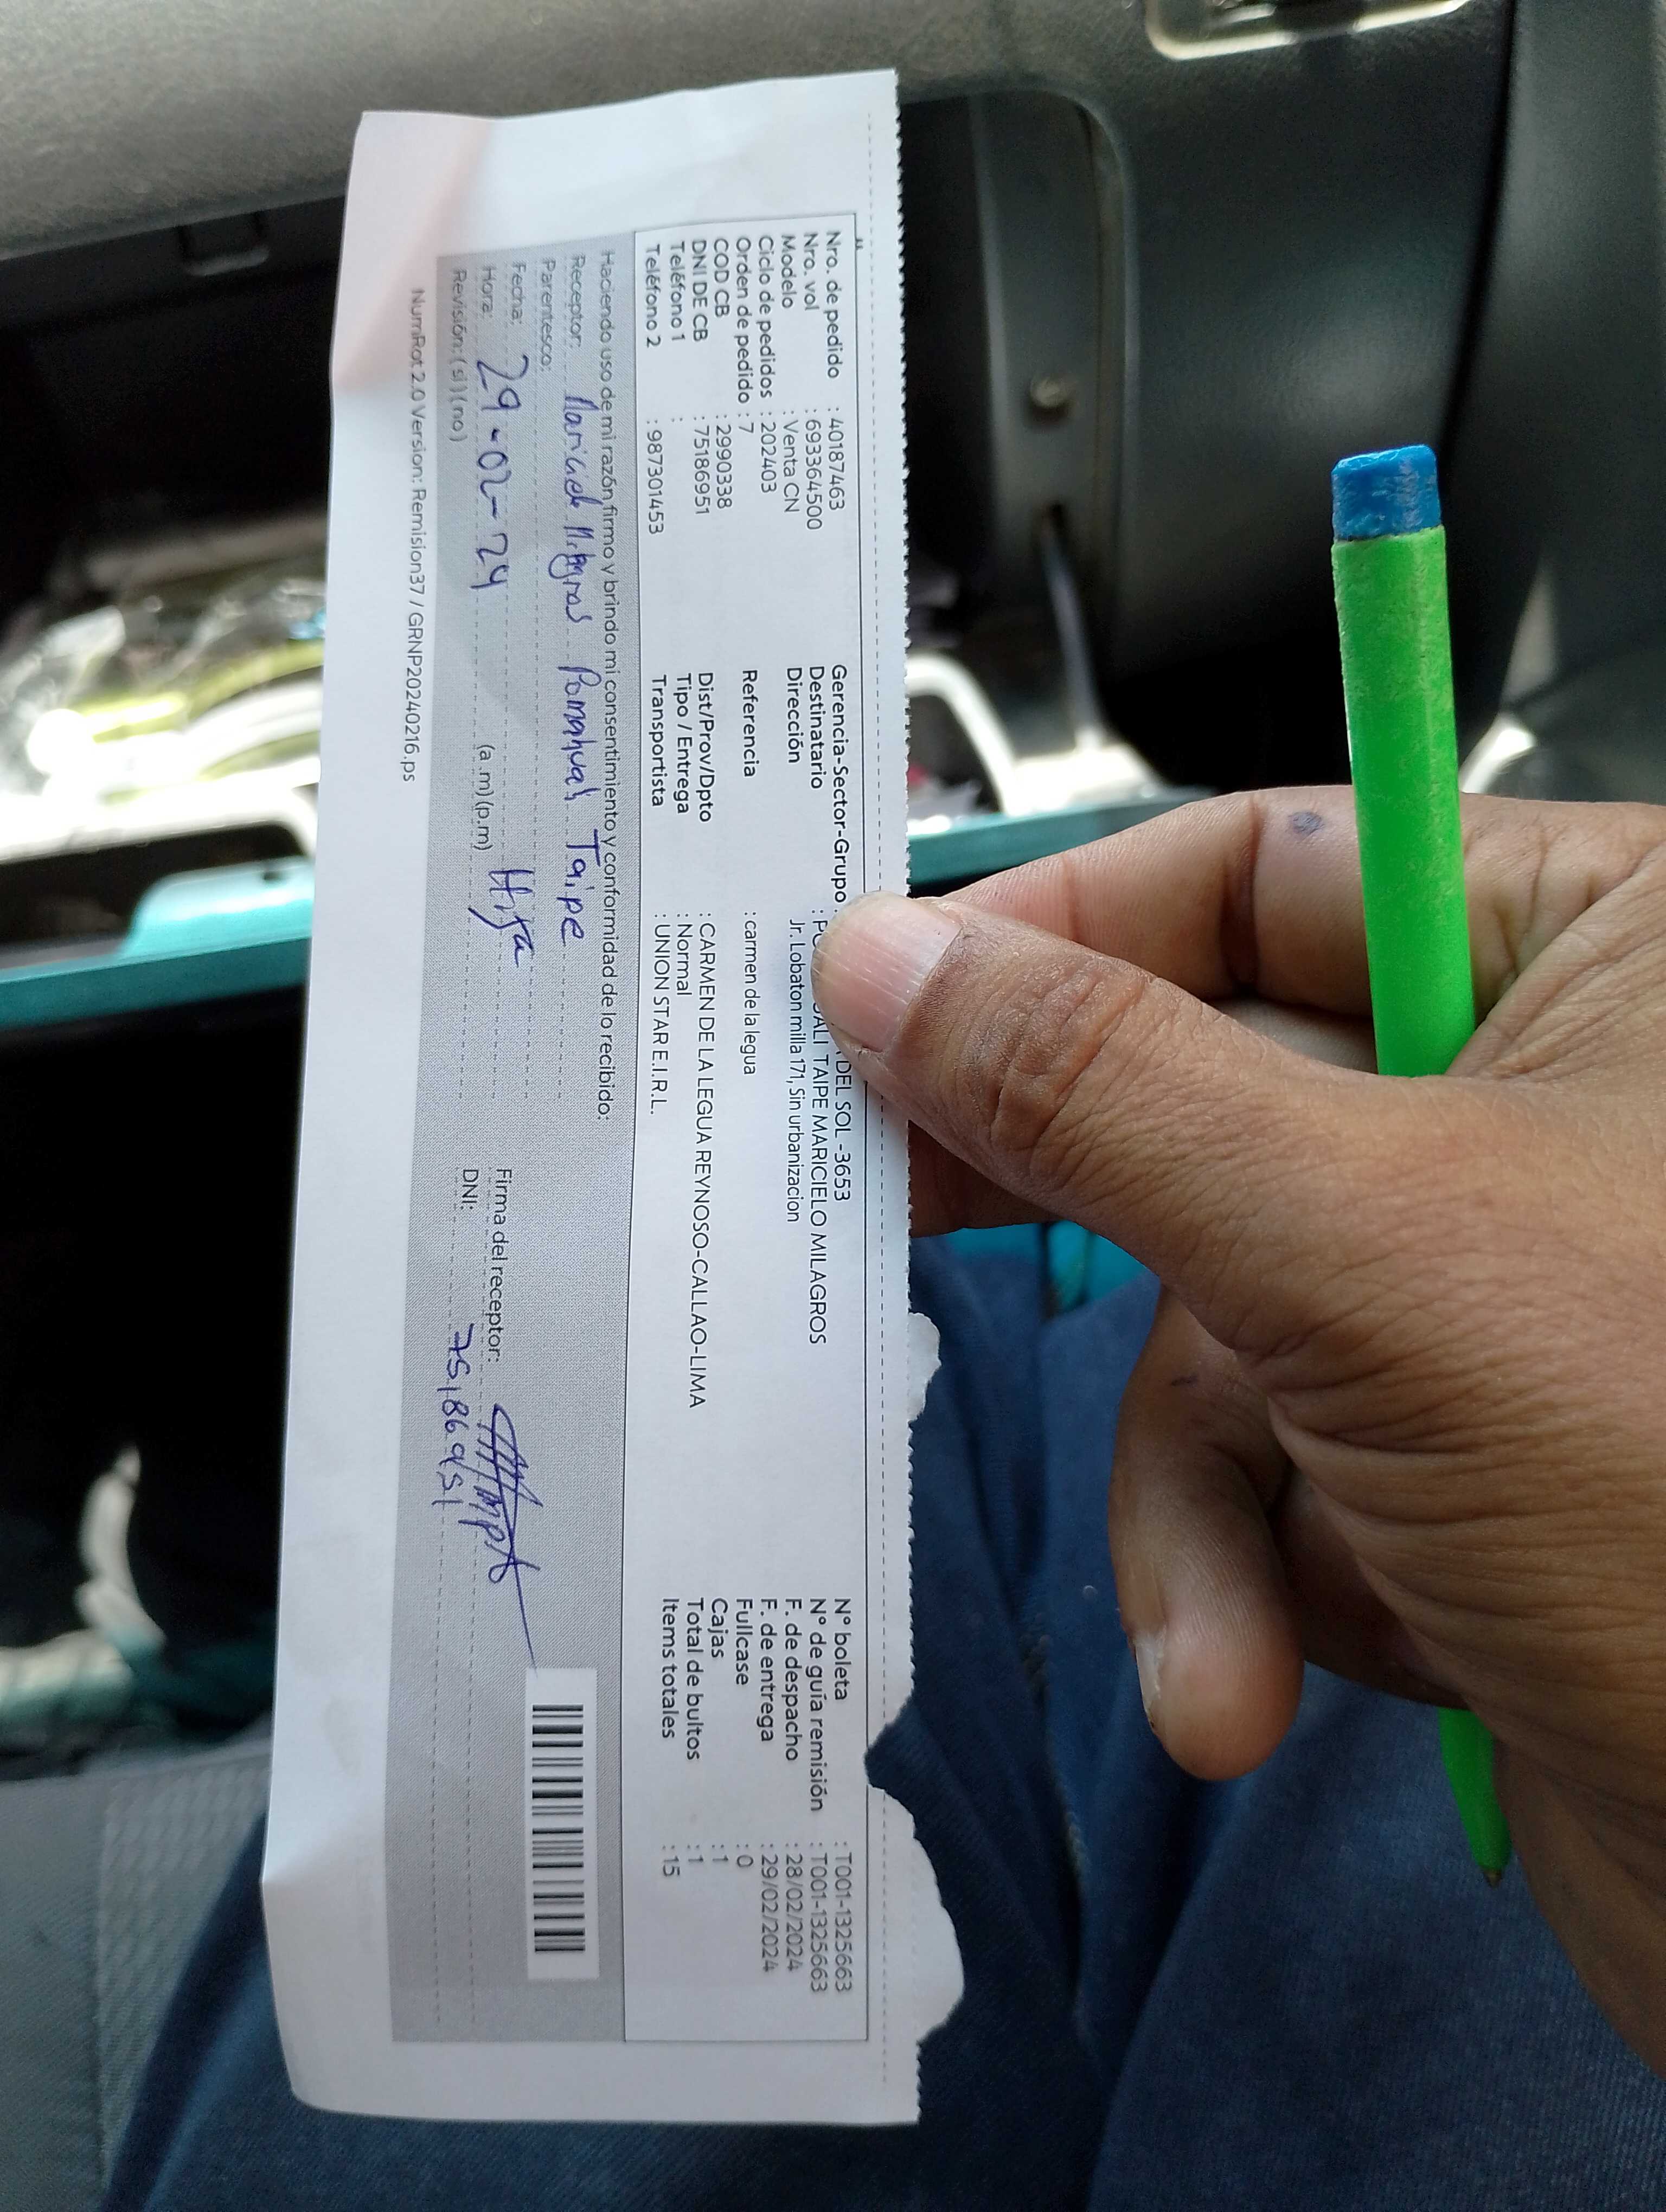 Nro. de pedido : 40187463
Nro. vol : 693364500
Modelo : Venta CN
Ciclo de pedidos : 202403
Orden de pedido : 7
COD CB : 2990338
DNI DE CB : 75186951
Teléfono 1 :
Teléfono 2 : 987301453
Gerencia-Sector-Grupo DEL SOL -3653
Destinatario : TAIPE MARICIELO MILAGROS
Dirección Jr. Lobaton milla 171, Sin urbanizacion
Referencia : carmen de la legua
Dist/Prov/Dpto : CARMEN DE LA LEGUA REYNOSO-CALLAO-LIMA
Tipo / Entrega : Normal
Transportista : UNION STAR E.I.R.L.
N° boleta : T001-1325663
N° de guía remisión : T001-1325663
F. de despacho : 28/02/2024
F. de entrega : 29/02/2024
Fullcase : 0
Cajas : 1
Total de bultos : 1
Items totales : 15
Haciendo uso de mi razón firmo y brindo mi consentimiento y conformidad de lo recibido:
Receptor: Milagros Taipe
Parentesco: Hija
Fecha: 29-02-24
Hora: (a.m)(p.m)
Revisión: (si) (no)
Firma del receptor:
DNI: 75186951
NumRot 2.0 Version: Remision37 / GRNP20240216.ps